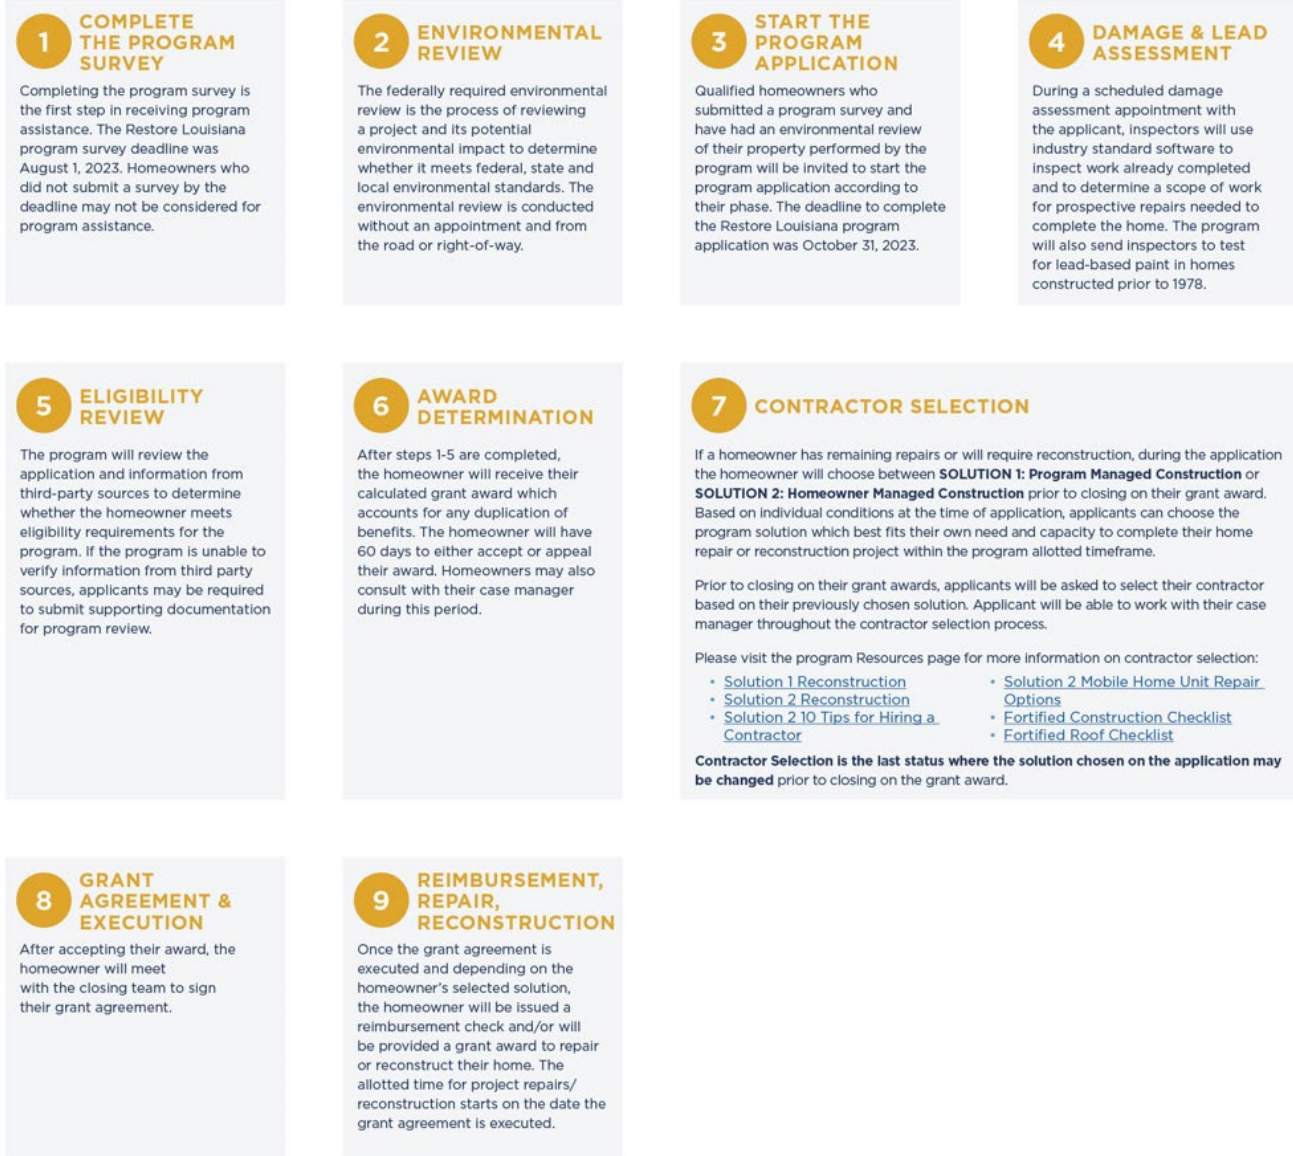 1
COMPLETE
THE PROGRAM
SURVEY
Completing the program survey is
the first step in receiving program
assistance. The Restore Louisiana
program survey deadline was
August 1, 2023. Homeowners who
did not submit a survey by the
deadline may not be considered for
program assistance.
2
ENVIRONMENTAL
REVIEW
The federally required environmental
review is the process of reviewing
a project and its potential
environmental impact to determine
whether it meets federal, state and
local environmental standards. The
environmental review is conducted
without an appointment and from
the road or right-of-way.
3
START THE
PROGRAM
APPLICATION
Qualified homeowners who
submitted a program survey and
have had an environmental review
of their property performed by the
program will be invited to start the
program application according to
their phase. The deadline to complete
the Restore Louisiana program
application was October 31, 2023.
4
DAMAGE & LEAD
ASSESSMENT
During a scheduled damage
assessment appointment with
the applicant, inspectors will use
industry standard software to
inspect work already completed
and to determine a scope of work
for prospective repairs needed to
complete the home. The program
will also send inspectors to test
for lead-based paint in homes
constructed prior to 1978.
5
ELIGIBILITY
REVIEW
The program will review the
application and information from
third-party sources to determine
whether the homeowner meets
eligibility requirements for the
program. If the program is unable to
verify information from third party
sources, applicants may be required
to submit supporting documentation
for program review.
6
AWARD
DETERMINATION
After steps 1-5 are completed,
the homeowner will receive their
calculated grant award which
accounts for any duplication of
benefits. The homeowner will have
60 days to either accept or appeal
their award. Homeowners may also
consult with their case manager
during this period.
7
CONTRACTOR SELECTION
If a homeowner has remaining repairs or will require reconstruction, during the application
the homeowner will choose between SOLUTION 1: Program Managed Construction or
SOLUTION 2: Homeowner Managed Construction prior to closing on their grant award.
Based on individual conditions at the time of application, applicants can choose the
program solution which best fits their own need and capacity to complete their home
repair or reconstruction project within the program allotted timeframe.
Prior to closing on their grant awards, applicants will be asked to select their contractor
based on their previously chosen solution. Applicant will be able to work with their case
manager throughout the contractor selection process.
Please visit the program Resources page for more information on contractor selection:
• Solution 1 Reconstruction
• Solution 2 Reconstruction
• Solution 2 10 Tips for Hiring a
Contractor
• Solution 2 Mobile Home Unit Repair
Options
• Fortified Construction Checklist
• Fortified Roof Checklist
Contractor Selection is the last status where the solution chosen on the application may
be changed prior to closing on the grant award.
8
GRANT
AGREEMENT &
EXECUTION
After accepting their award, the
homeowner will meet
with the closing team to sign
their grant agreement.
9
REIMBURSEMENT,
REPAIR,
RECONSTRUCTION
Once the grant agreement is
executed and depending on the
homeowner's selected solution,
the homeowner will be issued a
reimbursement check and/or will
be provided a grant award to repair
or reconstruct their home. The
allotted time for project repairs/
reconstruction starts on the date the
grant agreement is executed.